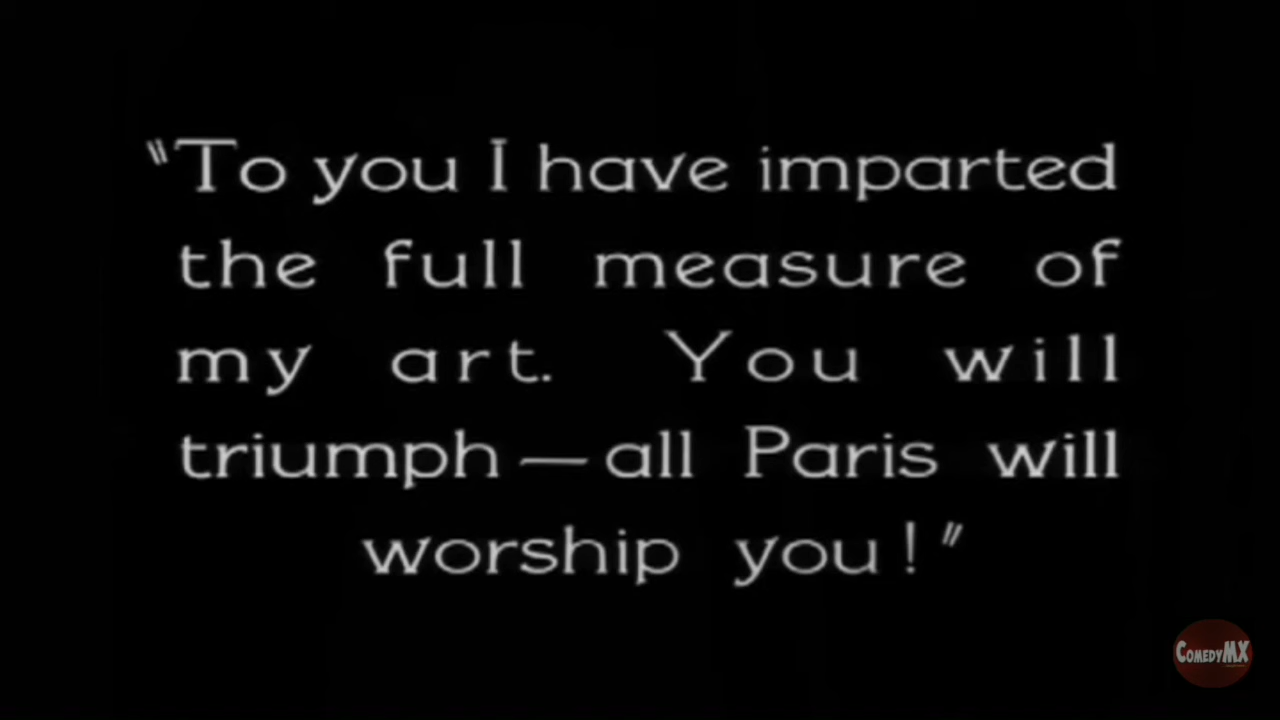 "To you I have imparted
the full measure of
my art. You will
triumph—all Paris will
worship you!"
COMEDYMX